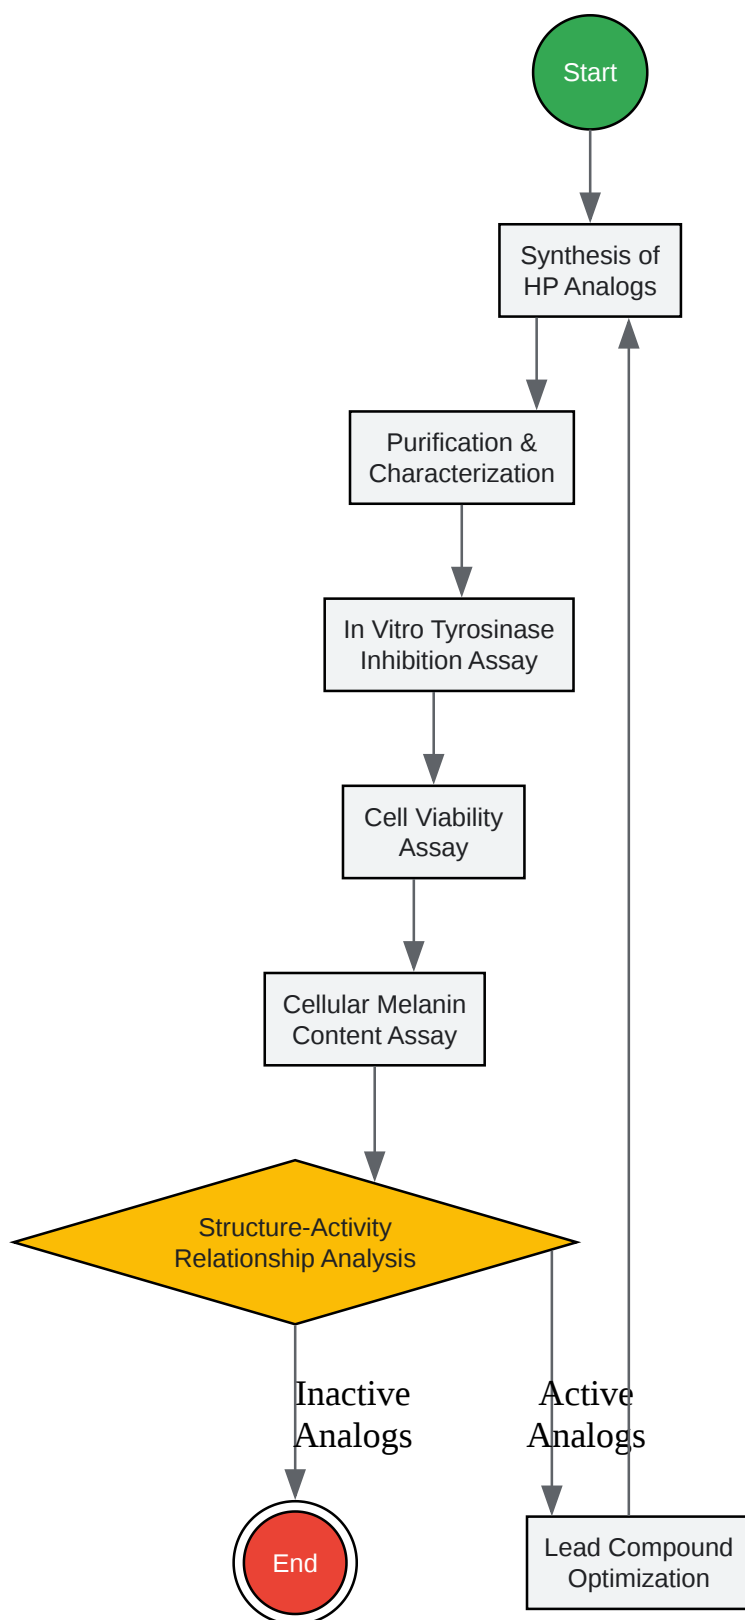 Start
Synthesis of
HP Analogs
Purification &
Characterization
In Vitro Tyrosinase
Inhibition Assay
Cell Viability
Assay
Cellular Melanin
Content Assay
Structure-Activity
Relationship Analysis
Inactive
Analogs
Active
Analogs
End
Lead Compound
Optimization